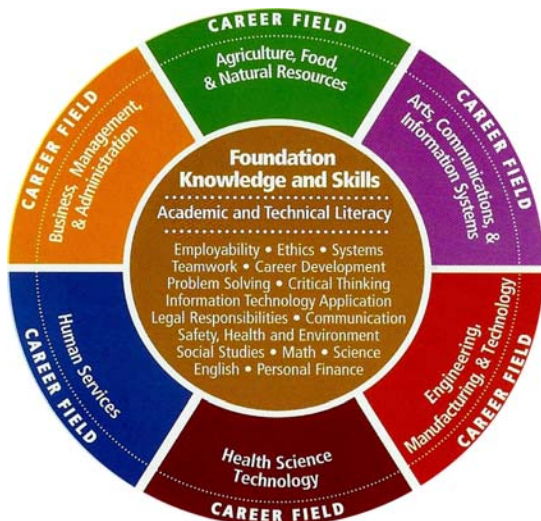 CAREER FIELD
Agriculture, Food,
& Natural Resources
CAREER FIELD
Arts, Communications, &
Information Systems
CAREER FIELD
Engineering,
Manufacturing, & Technology
CAREER FIELD
Health Science
Technology
CAREER FIELD
Human Services
CAREER FIELD
Business, Management,
& Administration
Foundation
Knowledge and Skills
Academic and Technical Literacy
Employability • Ethics • Systems
Teamwork • Career Development
Problem Solving • Critical Thinking
Information Technology Application
Legal Responsibilities • Communication
Safety, Health and Environment
Social Studies • Math • Science
English • Personal Finance